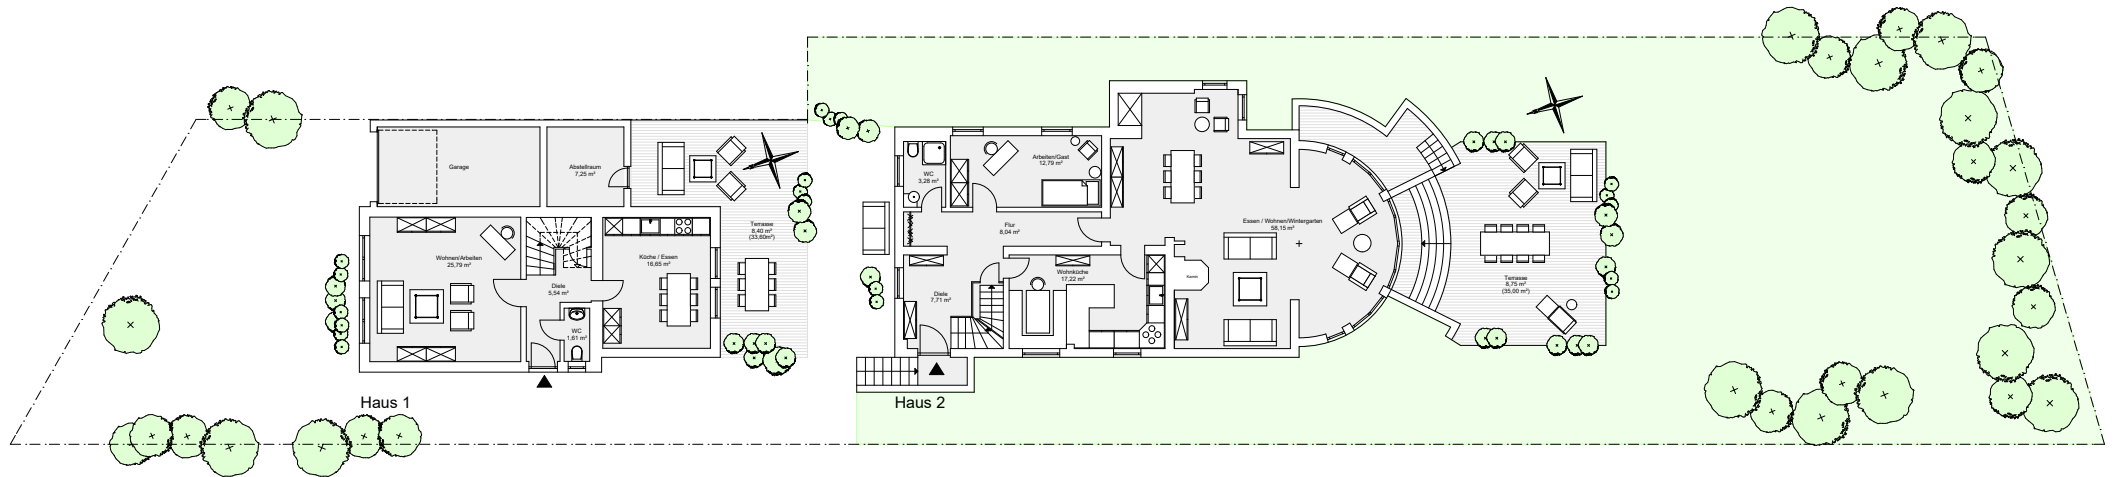 Garage
Abstellraum
7,25 m²
Terrasse
8,40 m²
(33,60m²)
Wohnen/Arbeiten
25,79 m²
Küche / Essen
16,65 m²
Diele
5,54 m²
WC
1,61 m²
Haus 1
WC
3,28 m²
Arbeiten/Gast
12,79 m²
Flur
8,04 m²
Essen / Wohnen/Wintergarten
58,15 m²
Wohnküche
17,22 m²
Kamin
Diele
7,71 m²
Terrasse
8,75 m²
(35,00 m²)
Haus 2